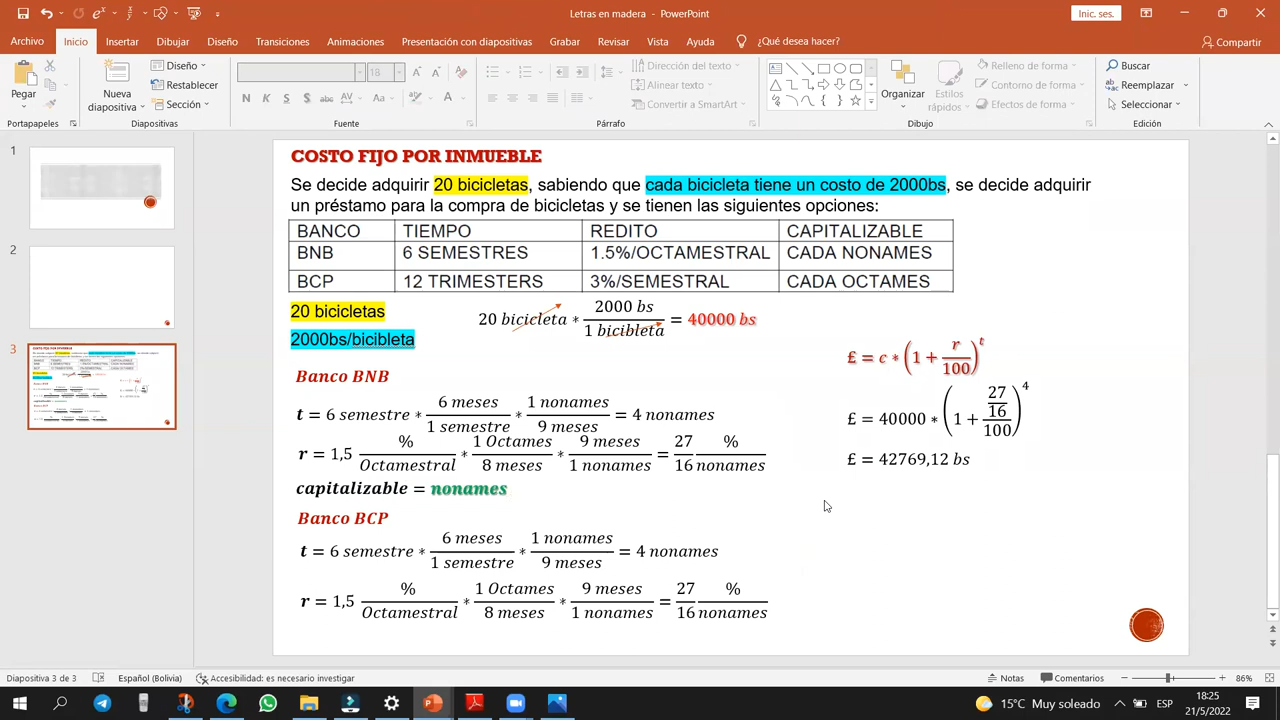 Letras en madera - PowerPoint
Inic. ses.
Archivo Inicio Insertar Dibujar Diseño Transiciones Animaciones Presentación con diapositivas Grabar Revisar Vista Ayuda ¿Qué desea hacer? Compartir
Pegar
Nueva diapositiva
Diseño
Restablecer
Sección
18
N K S S abc AV Aa A
Dirección del texto
Alinear texto
Convertir a SmartArt
Organizar
Estilos rápidos
Relleno de forma
Contorno de forma
Efectos de forma
Buscar
Reemplazar
Seleccionar
Portapapeles Diapositivas Fuente Párrafo Dibujo Edición
1
2
3
COSTO FIJO POR INMUEBLE
Se decide adquirir 20 bicicletas, sabiendo que cada bicicleta tiene un costo de 2000bs, se decide adquirir
un préstamo para la compra de bicicletas y se tienen las siguientes opciones:
BANCO TIEMPO REDITO CAPITALIZABLE
BNB 6 SEMESTRES 1.5%/OCTAMESTRAL CADA NONAMES
BCP 12 TRIMESTERS 3%/SEMESTRAL CADA OCTAMES
20 bicicletas
2000bs/bicibleta
20 bicicleta * 2000 bs / 1 bicibleta = 40000 bs
Banco BNB
t = 6 semestre * 6 meses / 1 semestre * 1 nonames / 9 meses = 4 nonames
r = 1,5 % / Octamestral * 1 Octames / 8 meses * 9 meses / 1 nonames = 27 / 16 % / nonames
capitalizable = nonames
£ = c * (1 + r / 100)^t
£ = 40000 * (1 + 27 / 16 / 100)^4
£ = 42769,12 bs
Banco BCP
t = 6 semestre * 6 meses / 1 semestre * 1 nonames / 9 meses = 4 nonames
r = 1,5 % / Octamestral * 1 Octames / 8 meses * 9 meses / 1 nonames = 27 / 16 % / nonames
Diapositiva 3 de 3 Español (Bolivia) Accesibilidad: es necesario investigar Notas Comentarios 86%
15°C Muy soleado ESP 18:25
21/5/2022